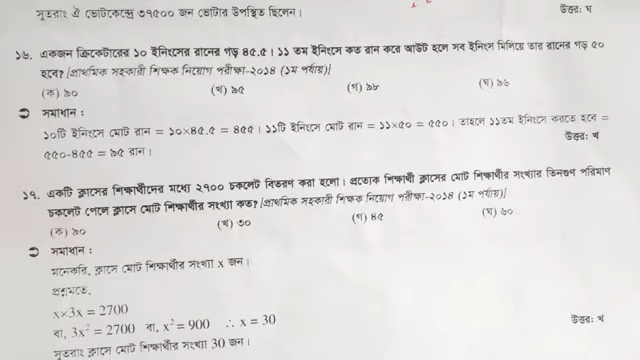 সুতরাং ঐ ভোটকেন্দ্রে ৩৭৫০০ জন ভোটার উপস্থিত ছিলেন। উত্তর: ঘ
১৬. একজন ক্রিকেটারের ১০ ইনিংসের রানের গড় ৪৫.৫। ১১ তম ইনিংসে কত রান করে আউট হলে সব ইনিংস মিলিয়ে তার রানের গড় ৫০
হবে? [প্রাথমিক সহকারী শিক্ষক নিয়োগ পরীক্ষা-২০১৪ (১ম পর্যায়)]
(ক) ৯০ (খ) ৯৫ (গ) ৯৮ (ঘ) ৯৬
সমাধান :
১০টি ইনিংসে মোট রান = ১০×৪৫.৫ = ৪৫৫। ১১টি ইনিংসে মোট রান = ১১×৫০ = ৫৫০। তাহলে ১১তম ইনিংসে করতে হবে =
৫৫০-৪৫৫ = ৯৫ রান। উত্তর: খ
১৭. একটি ক্লাসের শিক্ষার্থীদের মধ্যে ২৭০০ চকলেট বিতরণ করা হলো। প্রত্যেক শিক্ষার্থী ক্লাসের মোট শিক্ষার্থীর সংখ্যার তিনগুণ পরিমাণ
চকলেট পেলে ক্লাসে মোট শিক্ষার্থীর সংখ্যা কত? [প্রাথমিক সহকারী শিক্ষক নিয়োগ পরীক্ষা-২০১৪ (১ম পর্যায়)]
(ক) ৯০ (খ) ৩০ (গ) ৪৫ (ঘ) ৬০
সমাধান :
মনেকরি, ক্লাসে মোট শিক্ষার্থীর সংখ্যা x জন।
প্রশ্নমতে,
x×3x = 2700
বা, 3x² = 2700 বা, x² = 900 ∴ x = 30 উত্তর: খ
সুতরাং ক্লাসে মোট শিক্ষার্থীর সংখ্যা 30 জন।